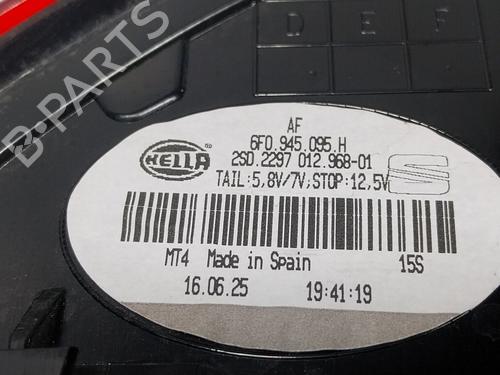 B-PARTS
D E F
AF
6F0.945.095.H
HELLA
2SD.2297 012.968-01
TAIL:5,8V/7V;STOP:12,5V
S
MT4 Made in Spain 15S
16.06.25 19:41:19